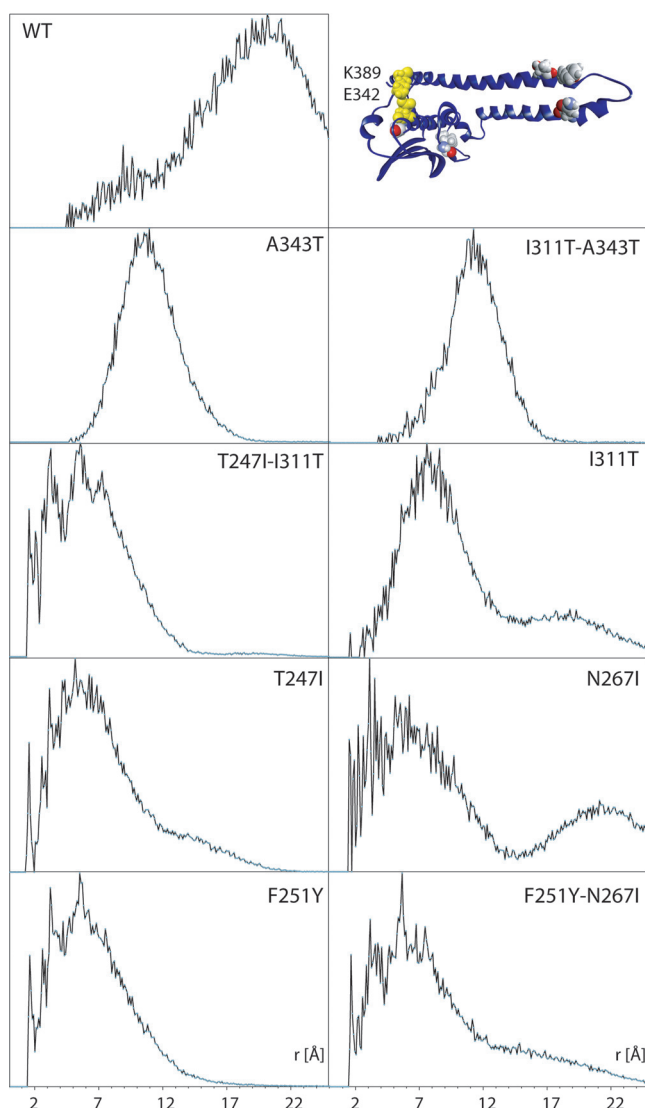 WT
K389
E342
A343T
I311T-A343T
T247I-I311T
I311T
T247I
N267I
F251Y
F251Y-N267I
r [Å]
r [Å]
2 7 12 17 22
2 7 12 17 22